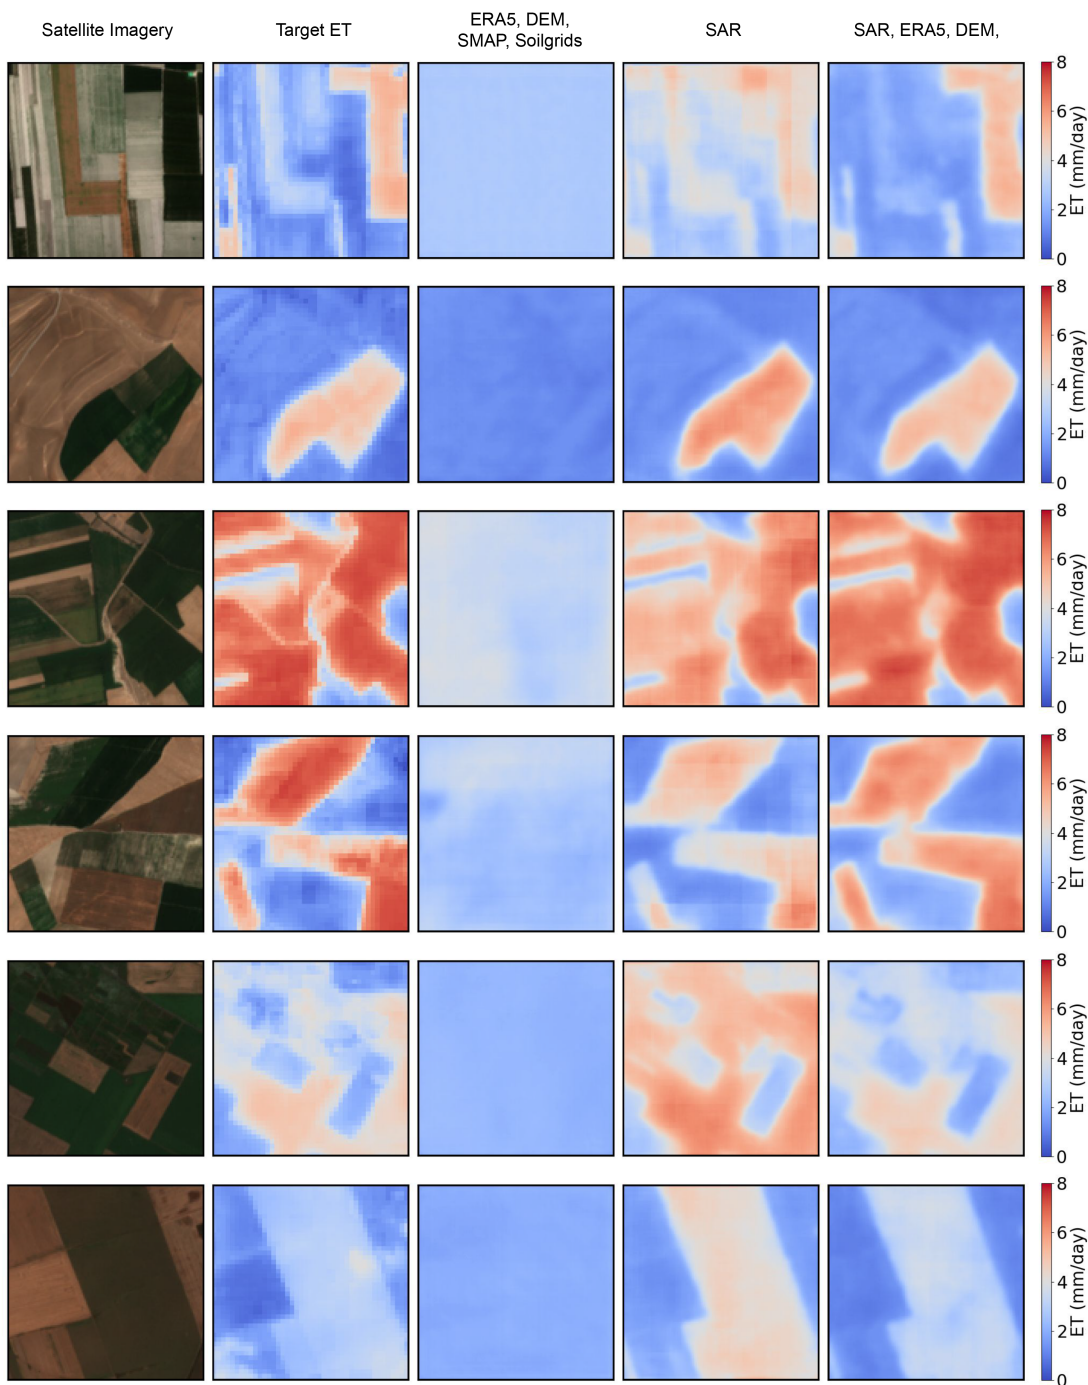 Satellite Imagery
Target ET
ERA5, DEM,
SMAP, Soilgrids
SAR
SAR, ERA5, DEM,
8
6
4
2
0
ET (mm/day)
8
6
4
2
0
ET (mm/day)
8
6
4
2
0
ET (mm/day)
8
6
4
2
0
ET (mm/day)
8
6
4
2
0
ET (mm/day)
8
6
4
2
0
ET (mm/day)